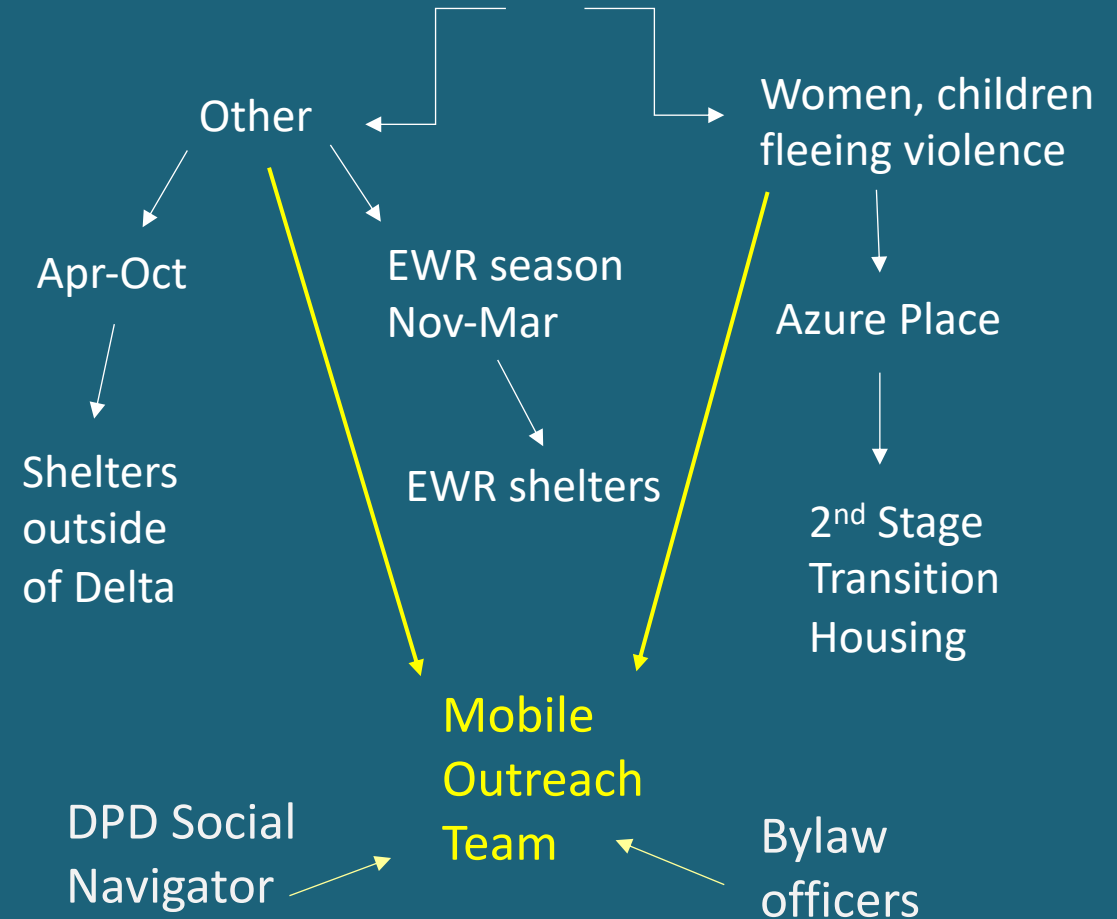 Other
Women, children
fleeing violence
Apr-Oct
EWR season
Nov-Mar
Azure Place
Shelters
outside
of Delta
EWR shelters
2nd Stage
Transition
Housing
Mobile
Outreach
Team
DPD Social
Navigator
Bylaw
officers